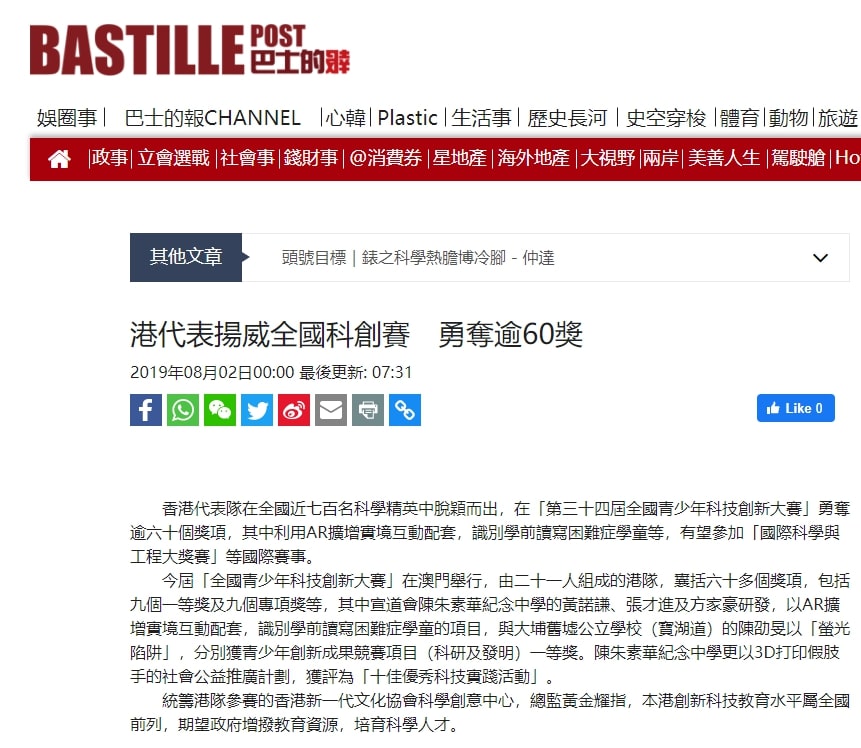 BASTILLE POST
巴士的報
娛圈事| 巴士的報CHANNEL |心韓| Plastic |生活事| 歷史長河 | 史空穿梭 |體育|動物|旅遊
|政事|立會選戰|社會事|錢財事| @消費券 |星地產|海外地產|大視野|兩岸|美善人生|駕駛艙|Ho
其他文章 頭號目標｜錶之科學熱膽博冷腳 - 仲達
港代表揚威全國科創賽　勇奪逾60獎
2019年08月02日00:00 最後更新: 07:31
Like 0
香港代表隊在全國近七百名科學精英中脫穎而出，在「第三十四屆全國青少年科技創新大賽」勇奪
逾六十個獎項，其中利用AR擴增實境互動配套，識別學前讀寫困難症學童等，有望參加「國際科學與
工程大獎賽」等國際賽事。
今屆「全國青少年科技創新大賽」在澳門舉行，由二十一人組成的港隊，囊括六十多個獎項，包括
九個一等獎及九個專項獎等，其中宣道會陳朱素華紀念中學的黃諾謙、張才進及方家豪研發，以AR擴
增實境互動配套，識別學前讀寫困難症學童的項目，與大埔舊墟公立學校（寶湖道）的陳劭旻以「螢光
陷阱」，分別獲青少年創新成果競賽項目（科研及發明）一等獎。陳朱素華紀念中學更以3D打印假肢
手的社會公益推廣計劃，獲評為「十佳優秀科技實踐活動」。
統籌港隊參賽的香港新一代文化協會科學創意中心，總監黃金耀指，本港創新科技教育水平屬全國
前列，期望政府增撥教育資源，培育科學人才。